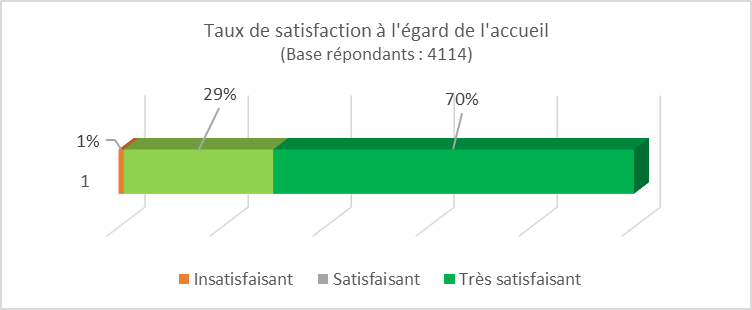 Taux de satisfaction à l'égard de l'accueil
(Base répondants : 4114)
29%
70%
1%
1
Insatisfaisant Satisfaisant Très satisfaisant